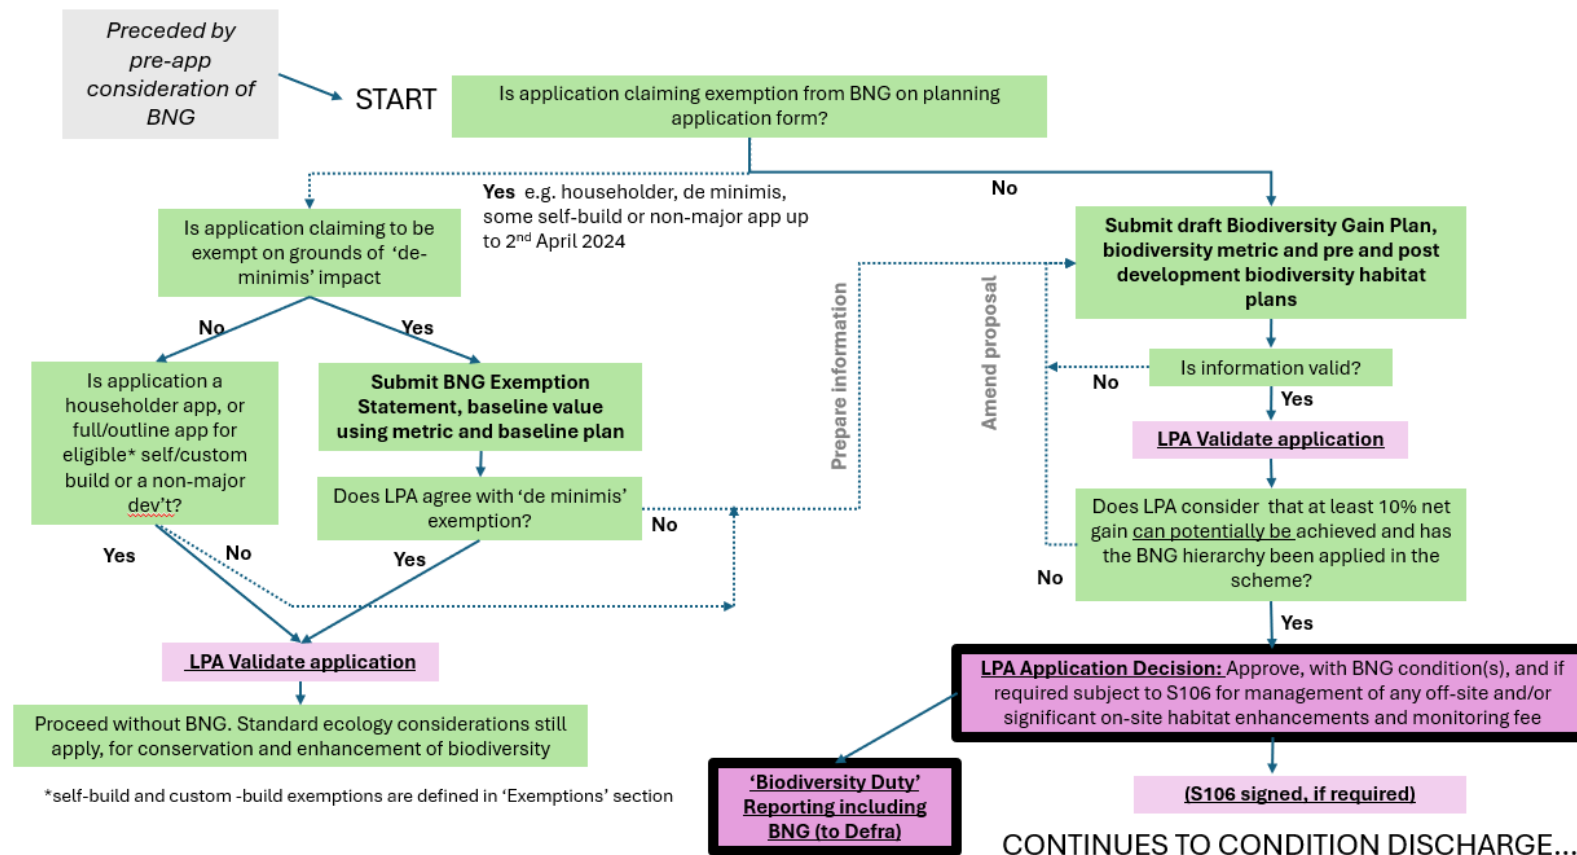 Preceded by
pre-app
consideration of
BNG
START
Is application claiming exemption from BNG on planning
application form?
Yes e.g. householder, de minimis,
some self-build or non-major app up
to 2nd April 2024
No
Is application claiming to be
exempt on grounds of ‘de-
minimis’ impact
No
Yes
Is application a
householder app, or
full/outline app for
eligible* self/custom
build or a non-major
dev’t?
Submit BNG Exemption
Statement, baseline value
using metric and baseline plan
Does LPA agree with ‘de minimis’
exemption?
No
Yes
Yes
No
LPA Validate application
Proceed without BNG. Standard ecology considerations still
apply, for conservation and enhancement of biodiversity
*self-build and custom -build exemptions are defined in ‘Exemptions’ section
Prepare information
Amend proposal
Submit draft Biodiversity Gain Plan,
biodiversity metric and pre and post
development biodiversity habitat
plans
Is information valid?
No
Yes
LPA Validate application
Does LPA consider that at least 10% net
gain can potentially be achieved and has
the BNG hierarchy been applied in the
scheme?
No
Yes
LPA Application Decision: Approve, with BNG condition(s), and if
required subject to S106 for management of any off-site and/or
significant on-site habitat enhancements and monitoring fee
‘Biodiversity Duty’
Reporting including
BNG (to Defra)
(S106 signed, if required)
CONTINUES TO CONDITION DISCHARGE...